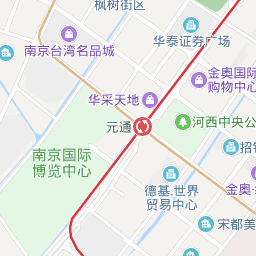 枫树街区
华泰证券广场
南京台湾名品城
金奥国际
购物中心
华采天地
元通
河西中央公
南京国际
博览中心
招
德基.世界
贸易中心
金奥·
宋都美